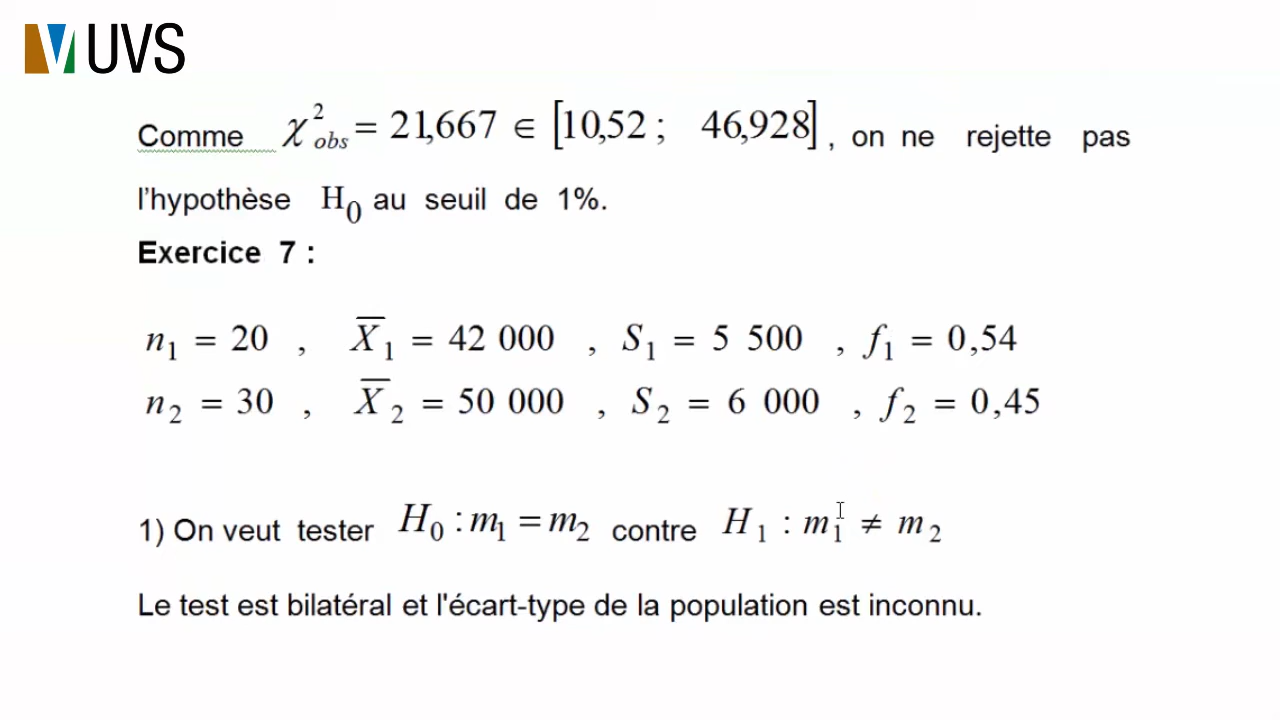 UVS
Comme χ²obs = 21,667 ∈ [10,52 ; 46,928] , on ne rejette pas
l’hypothèse H₀ au seuil de 1%.
Exercice 7 :
n₁ = 20 , X̅₁ = 42 000 , S₁ = 5 500 , f₁ = 0,54
n₂ = 30 , X̅₂ = 50 000 , S₂ = 6 000 , f₂ = 0,45
1) On veut tester H₀ : m₁ = m₂ contre H₁ : m₁ ≠ m₂
Le test est bilatéral et l'écart-type de la population est inconnu.